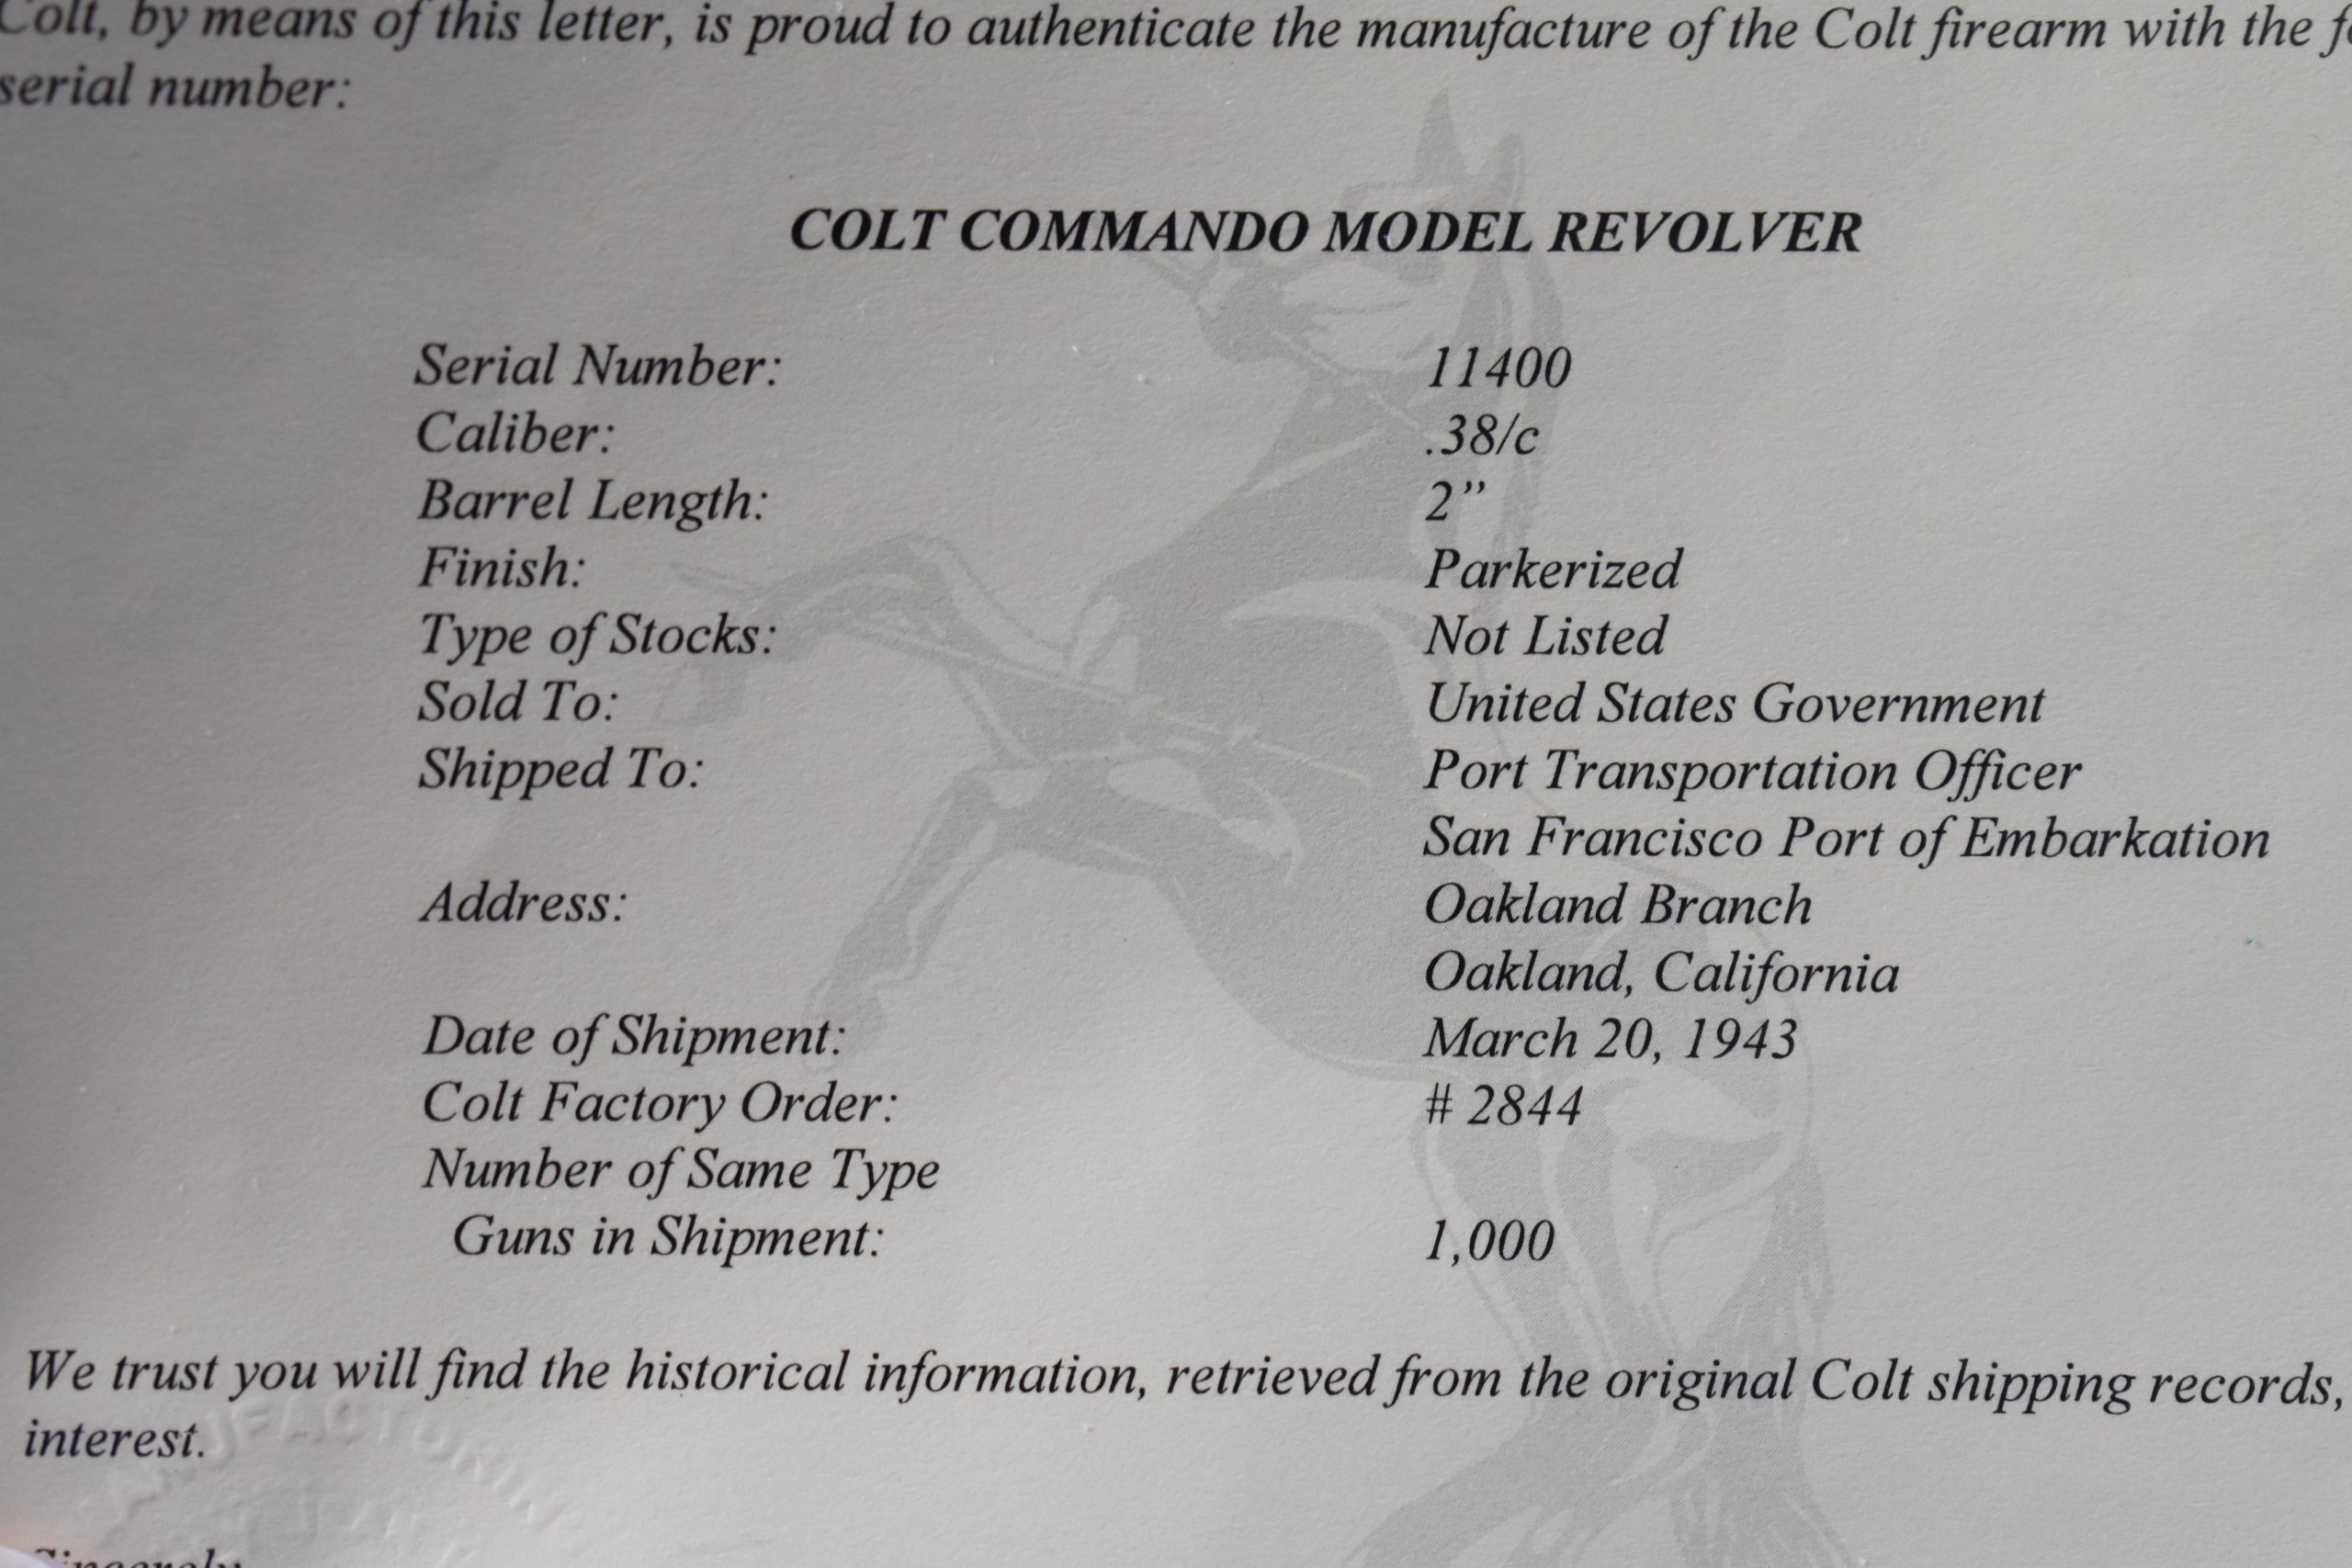 Colt, by means of this letter, is proud to authenticate the manufacture of the Colt firearm with the
serial number:
COLT COMMANDO MODEL REVOLVER
Serial Number: 11400
Caliber: .38/c
Barrel Length: 2”
Finish: Parkerized
Type of Stocks: Not Listed
Sold To: United States Government
Shipped To: Port Transportation Officer
San Francisco Port of Embarkation
Address: Oakland Branch
Oakland, California
Date of Shipment: March 20, 1943
Colt Factory Order: # 2844
Number of Same Type
Guns in Shipment: 1,000
We trust you will find the historical information, retrieved from the original Colt shipping records,
interest.
Sincerely